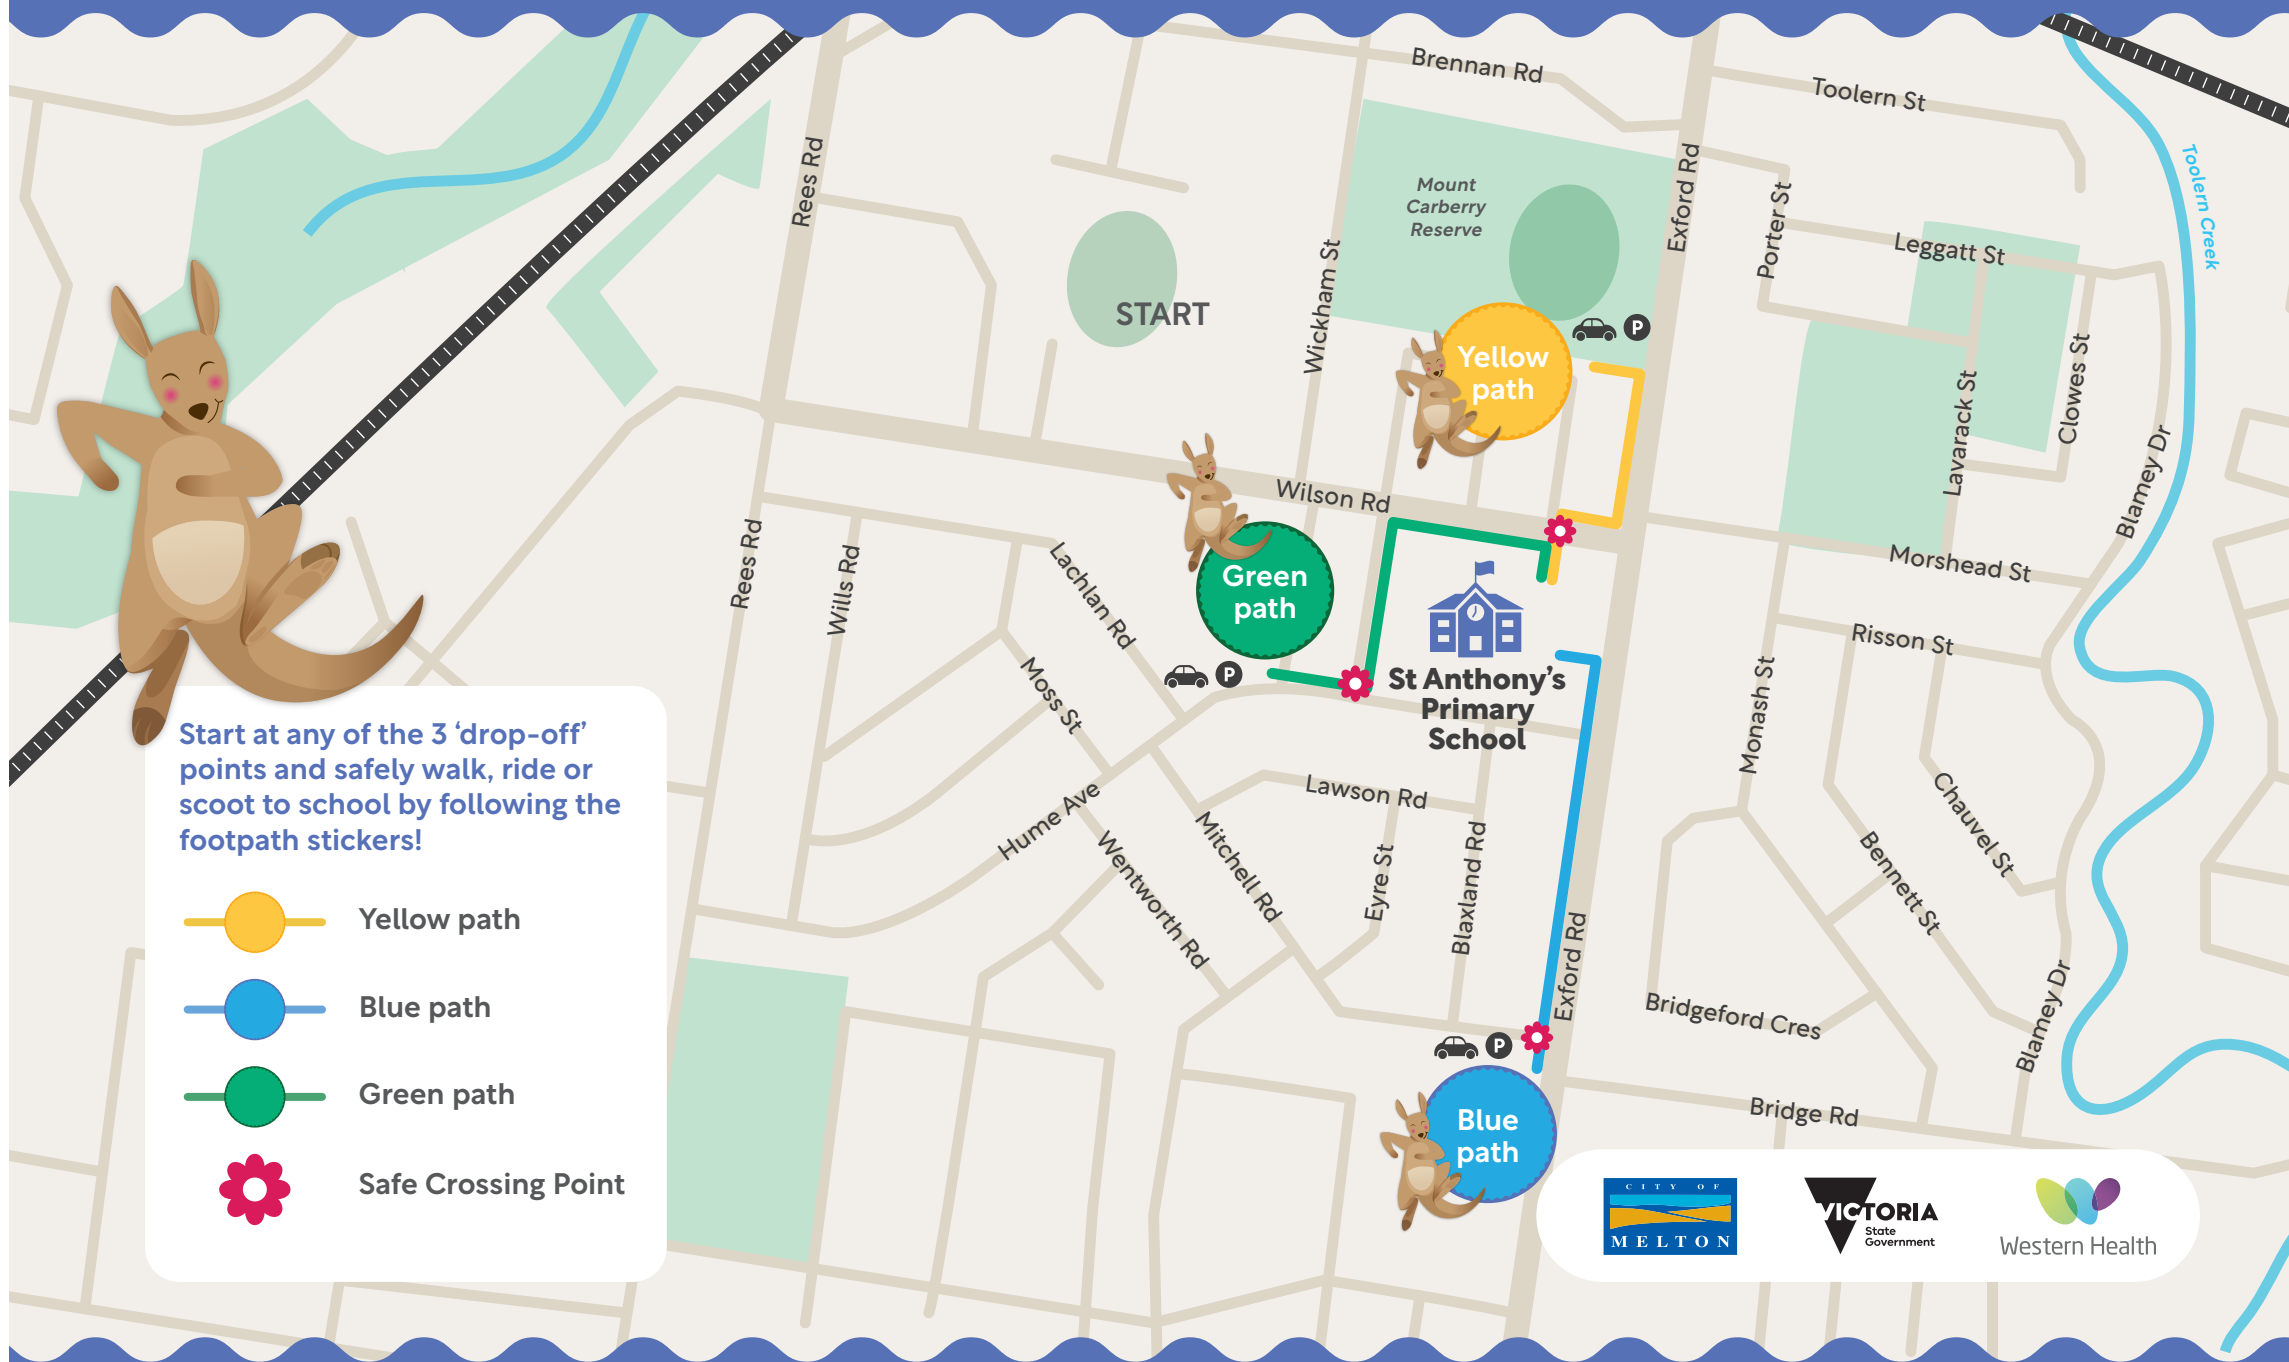 Brennan Rd
Toolern St
Rees Rd
Exford Rd
Toolern Creek
Mount
Carberry
Reserve
Porter St
Leggatt St
Wickham St
START
P
Yellow
path
Clowes St
Lavarack St
Blamey Dr
Wilson Rd
Rees Rd
Wills Rd
Lachlan Rd
Green
path
Morshead St
Risson St
P
St Anthony's
Primary
School
Moss St
Monash St
Start at any of the 3 ‘drop-off’
points and safely walk, ride or
scoot to school by following the
footpath stickers!
Lawson Rd
Hume Ave
Mitchell Rd
Wentworth Rd
Eyre St
Blaxland Rd
Chauvel St
Bennett St
Yellow path
Exford Rd
Blue path
Bridgeford Cres
Blamey Dr
P
Green path
Blue
path
Bridge Rd
Safe Crossing Point
CITY OF
MELTON
VICTORIA
State
Government
Western Health